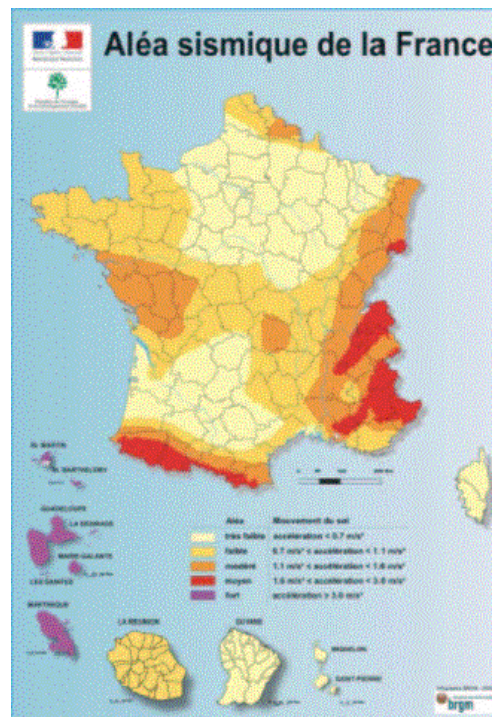 Aléa sismique de la France
ST MARTIN
ST BARTHELEMY
GUADELOUPE
LA DESIRADE
MARIE GALANTE
LES SAINTES
MARTINIQUE
Aléa Mouvement du sol
très faible accélération < 0.7 m/s²
faible 0.7 m/s² < accélération < 1.1 m/s²
modéré 1.1 m/s² < accélération < 1.6 m/s²
moyen 1.6 m/s² < accélération < 3.0 m/s²
fort accélération > 3.0 m/s²
LA REUNION
GUYANE
MIQUELON
SAINT-PIERRE
brgm